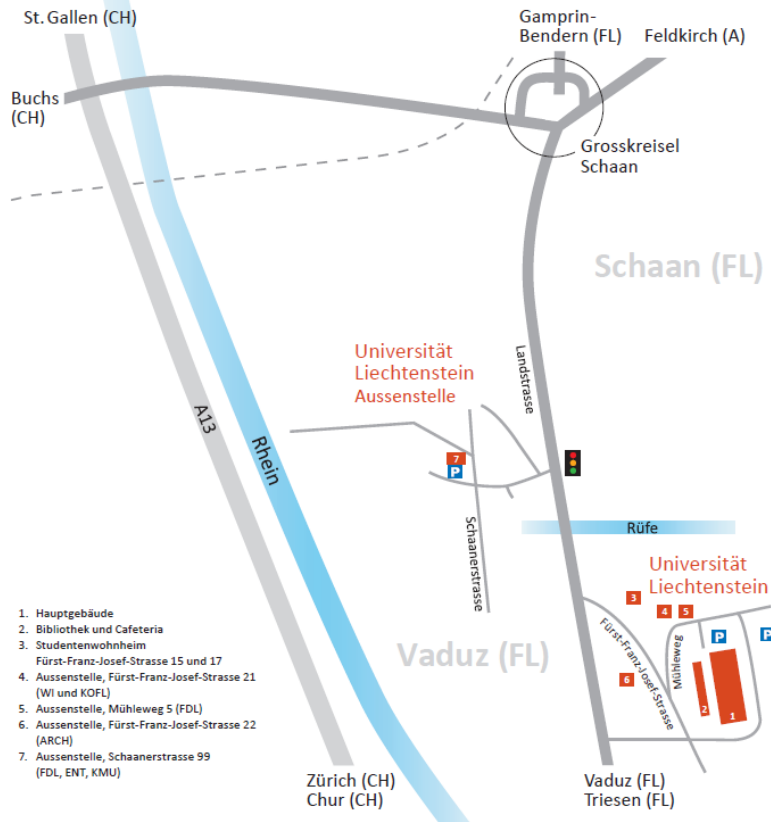 St. Gallen (CH)
Gamprin-
Bendern (FL)
Feldkirch (A)
Buchs
(CH)
Grosskreisel
Schaan
Schaan (FL)
Universität
Liechtenstein
Aussenstelle
Landstrasse
A13
Rhein
7
P
Schaanerstrasse
Rüfe
Universität
Liechtenstein
3
4
5
P
P
Fürst-Franz-Josef-Strasse
Mühleweg
6
2
1
Vaduz (FL)
1. Hauptgebäude
2. Bibliothek und Cafeteria
3. Studentenwohnheim
Fürst-Franz-Josef-Strasse 15 und 17
4. Aussenstelle, Fürst-Franz-Josef-Strasse 21
(WI und KOFL)
5. Aussenstelle, Mühleweg 5 (FDL)
6. Aussenstelle, Fürst-Franz-Josef-Strasse 22
(ARCH)
7. Aussenstelle, Schaanerstrasse 99
(FDL, ENT, KMU)
Zürich (CH)
Chur (CH)
Vaduz (FL)
Triesen (FL)